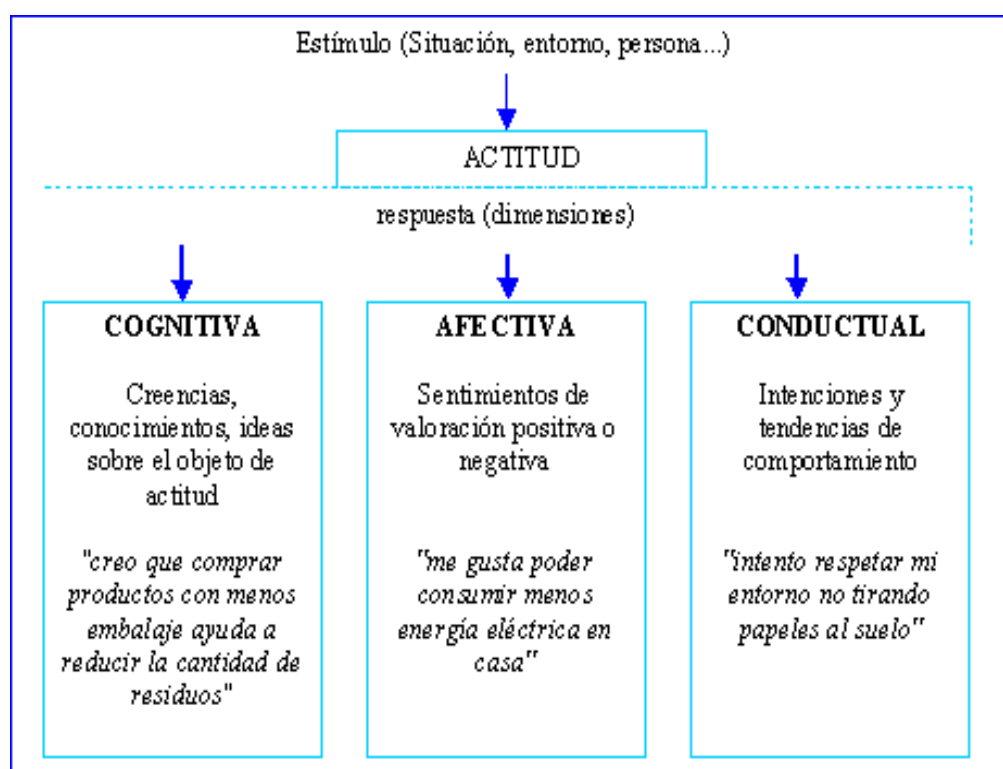 Estímulo (Situación, entorno, persona...)
ACTITUD
respuesta (dimensiones)
COGNITIVA
Creencias,
conocimientos, ideas
sobre el objeto de
actitud
"creo que comprar
productos con menos
embalaje ayuda a
reducir la cantidad de
residuos"
AFECTIVA
Sentimientos de
valoración positiva o
negativa
"me gusta poder
consumir menos
energía eléctrica en
casa"
CONDUCTUAL
Intenciones y
tendencias de
comportamiento
"intento respetar mi
entorno no tirando
papeles al suelo"